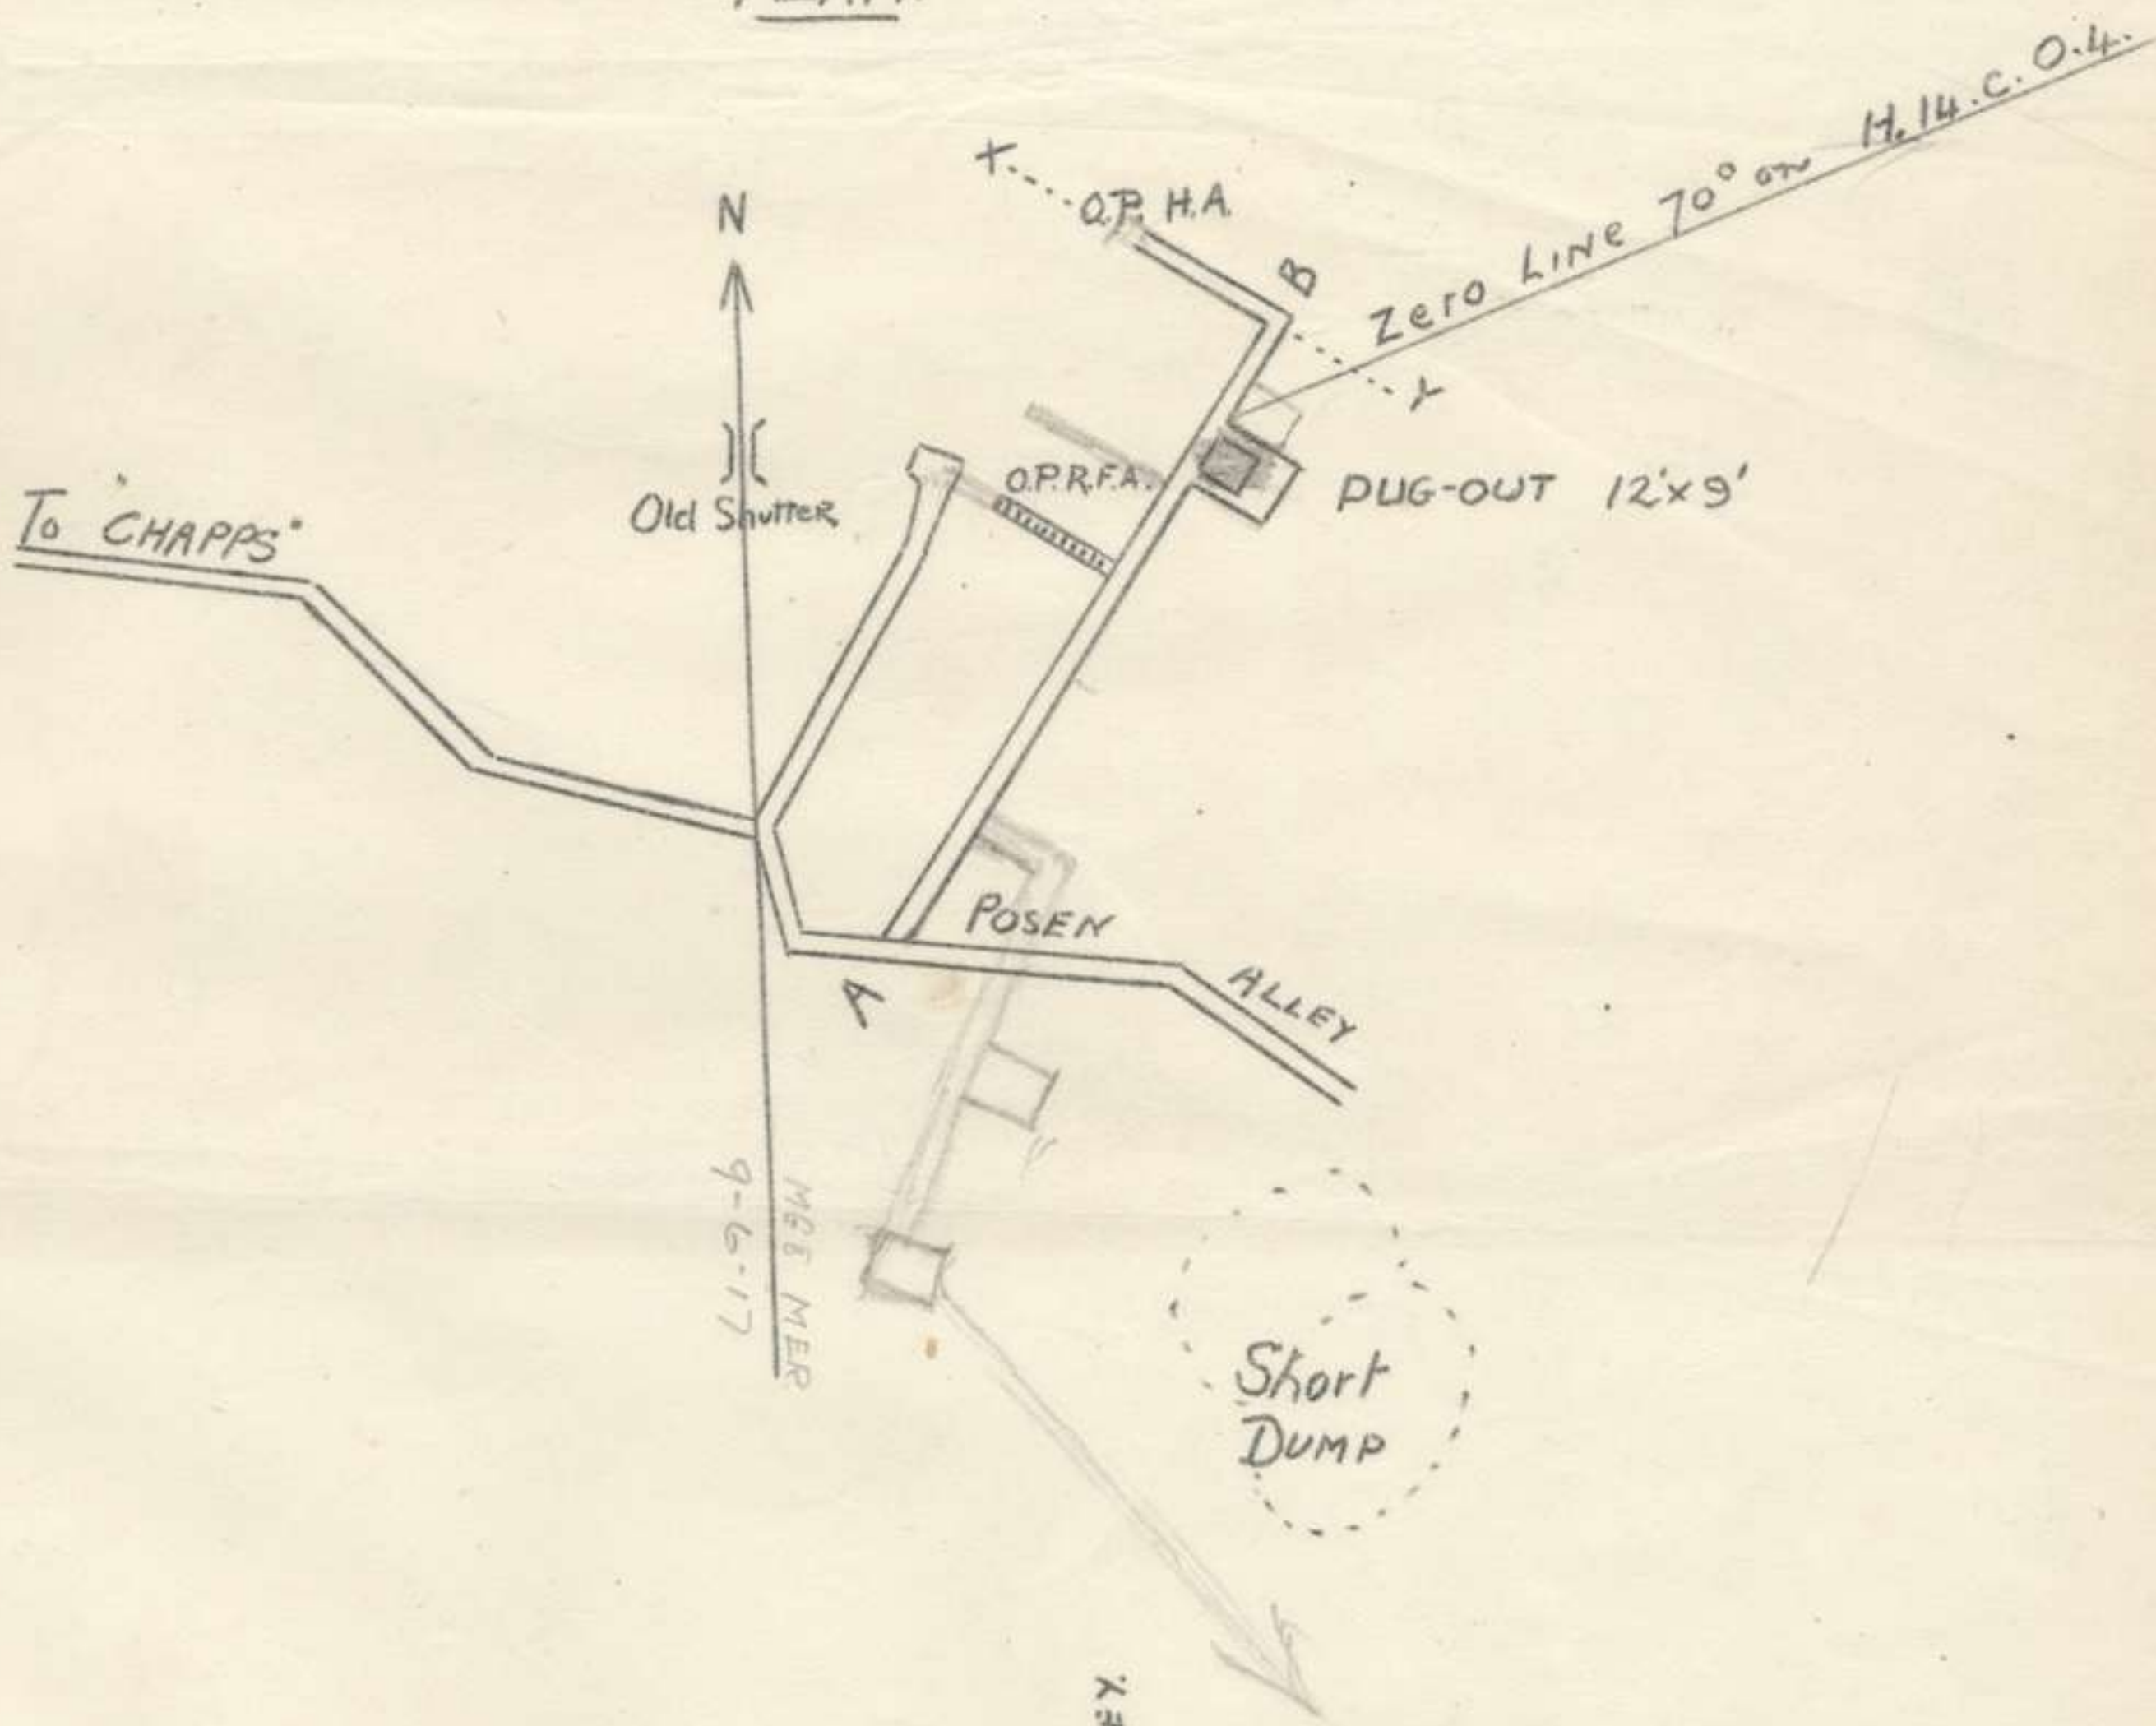 H.14.C.0.4.
Zero LINE 70° on
X
O.P. H.A.
N
B
Y
O.P.R.F.A.
DUG-OUT 12'x9'
Old Shutter
To "CHAPPS"
POSEN
ALLEY
A
9-6-17
Short
DUMP